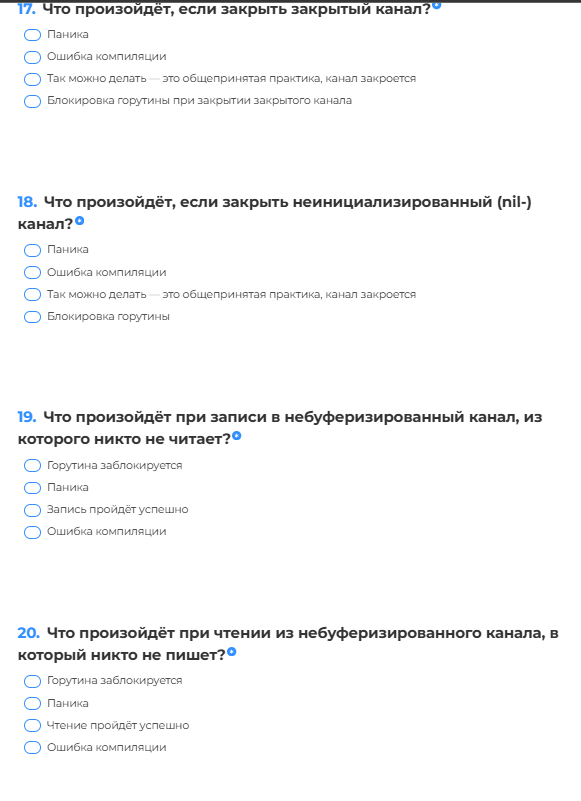 17. Что произойдёт, если закрыть закрытый канал?
Паника
Ошибка компиляции
Так можно делать — это общепринятая практика, канал закроется
Блокировка горутины при закрытии закрытого канала
18. Что произойдёт, если закрыть неинициализированный (nil-)
канал?
Паника
Ошибка компиляции
Так можно делать — это общепринятая практика, канал закроется
Блокировка горутины
19. Что произойдёт при записи в небуферизированный канал, из
которого никто не читает?
Горутина заблокируется
Паника
Запись пройдёт успешно
Ошибка компиляции
20. Что произойдёт при чтении из небуферизированного канала, в
который никто не пишет?
Горутина заблокируется
Паника
Чтение пройдёт успешно
Ошибка компиляции